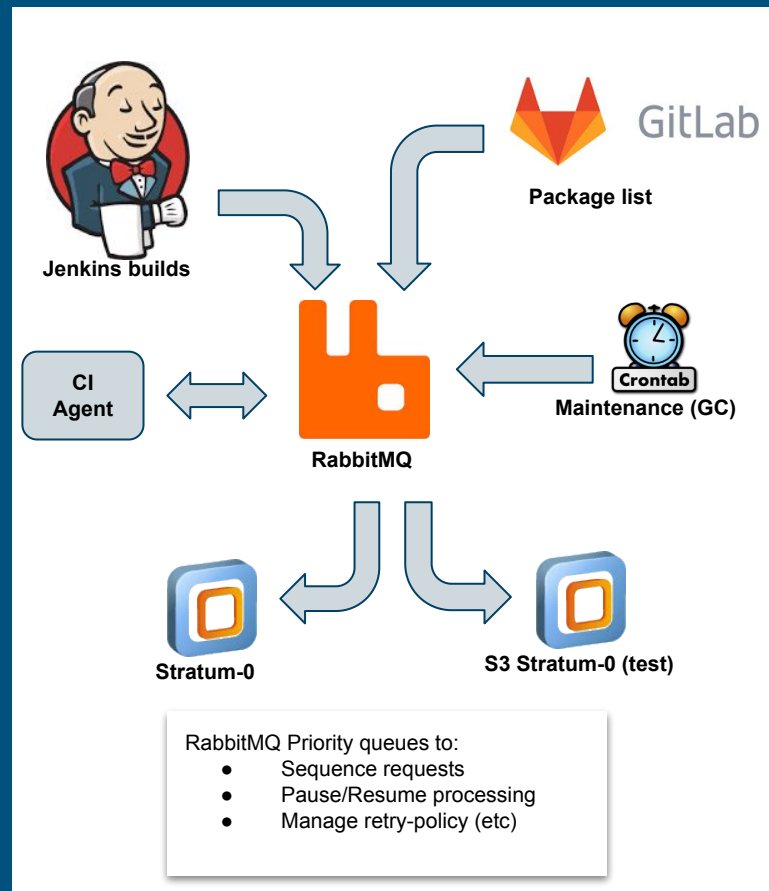 GitLab
Package list
Jenkins builds
CI
Agent
Crontab
Maintenance (GC)
RabbitMQ
Stratum-0
S3 Stratum-0 (test)
RabbitMQ Priority queues to:
● Sequence requests
● Pause/Resume processing
● Manage retry-policy (etc)